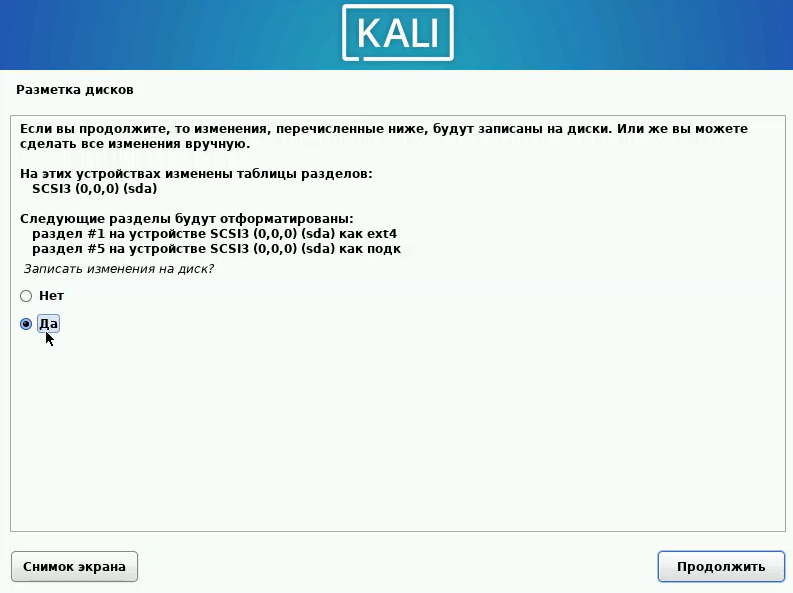 KALI
Разметка дисков
Если вы продолжите, то изменения, перечисленные ниже, будут записаны на диски. Или же вы можете
сделать все изменения вручную.
На этих устройствах изменены таблицы разделов:
SCSI3 (0,0,0) (sda)
Следующие разделы будут отформатированы:
раздел #1 на устройстве SCSI3 (0,0,0) (sda) как ext4
раздел #5 на устройстве SCSI3 (0,0,0) (sda) как подк
Записать изменения на диск?
Нет
Да
Снимок экрана
Продолжить